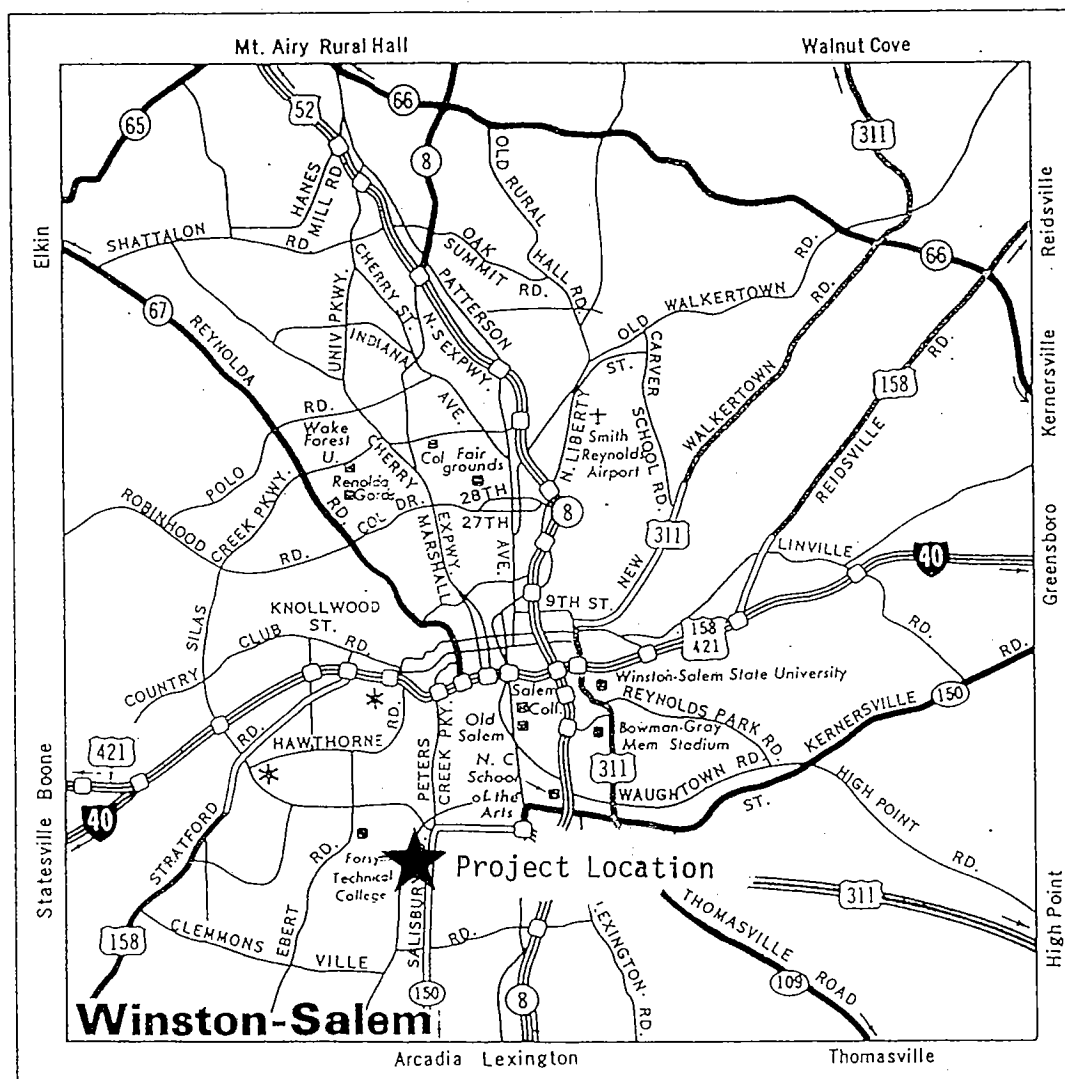 Mt. Airy Rural Hall
Walnut Cove
65
52
66
8
311
Elkin
Reidsville
HANES
MILL RD
OLD RURAL
HALL RD.
SHATTALON
RD
OAK
SUMMIT
RD.
66
CHERRY ST.
PATTERSON
AVE.
OLD
WALKERTOWN
RD.
67
REYNOLDA
RD.
UNIV PKWY.
INDIANA
N.S EXPWY.
ST.
CARVER
SCHOOL RD.
WALKERTOWN
RD.
158
Kernersville
N. LIBERTY
Smith
Reynolds
Airport
REIDSVILLE
RD.
POLO
RD.
Wake
Forest
U.
Col
Fair
grounds
CHERRY
MARSHALL
EXPWY.
Renolda
Gards
COL DR.
28TH
27TH
AVE.
8
ROBINHOOD
RD.
SILAS
CREEK PKWY.
311
NEW
LINVILLE
RD.
40
Greensboro
KNOLLWOOD
ST.
9TH ST.
158
421
COUNTRY
CLUB
RD.
Winston-Salem State University
Salem
Coll.
Old
Salem
REYNOLDS PARK
RD.
KERNERSVILLE
150
RD.
HAWTHORNE
RD.
PETERS
CREEK PKY.
Bowman-Gray
Mem Stadium
421
Statesville Boone
40
STRATFORD
RD.
N. C
School
of the
Arts
311
WAUGHTOWN
RD.
ST.
HIGH POINT
RD.
Technical
College
Project Location
EBERT
RD.
SALISBURY
158
CLEMMONS
VILLE
RD.
LEXINGTON
RD.
THOMASVILLE
ROAD
109
311
High Point
150
8
Winston-Salem
Arcadia Lexington
Thomasville